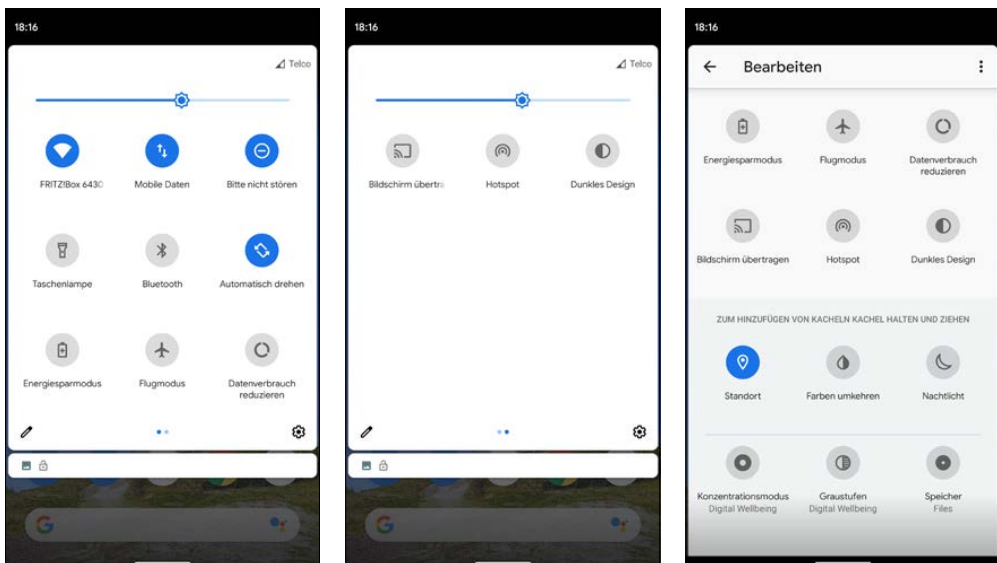 18:16
Telco
FRITZ!Box 6430
Mobile Daten
Bitte nicht stören
Taschenlampe
Bluetooth
Automatisch drehen
Energiesparmodus
Flugmodus
Datenverbrauch
reduzieren
G
18:16
Telco
Bildschirm übertra
Hotspot
Dunkles Design
G
18:16
Bearbeiten
Energiesparmodus
Flugmodus
Datenverbrauch
reduzieren
Bildschirm übertragen
Hotspot
Dunkles Design
ZUM HINZUFÜGEN VON KACHELN KACHEL HALTEN UND ZIEHEN
Standort
Farben umkehren
Nachtlicht
Konzentrationsmodus
Digital Wellbeing
Graustufen
Digital Wellbeing
Speicher
Files